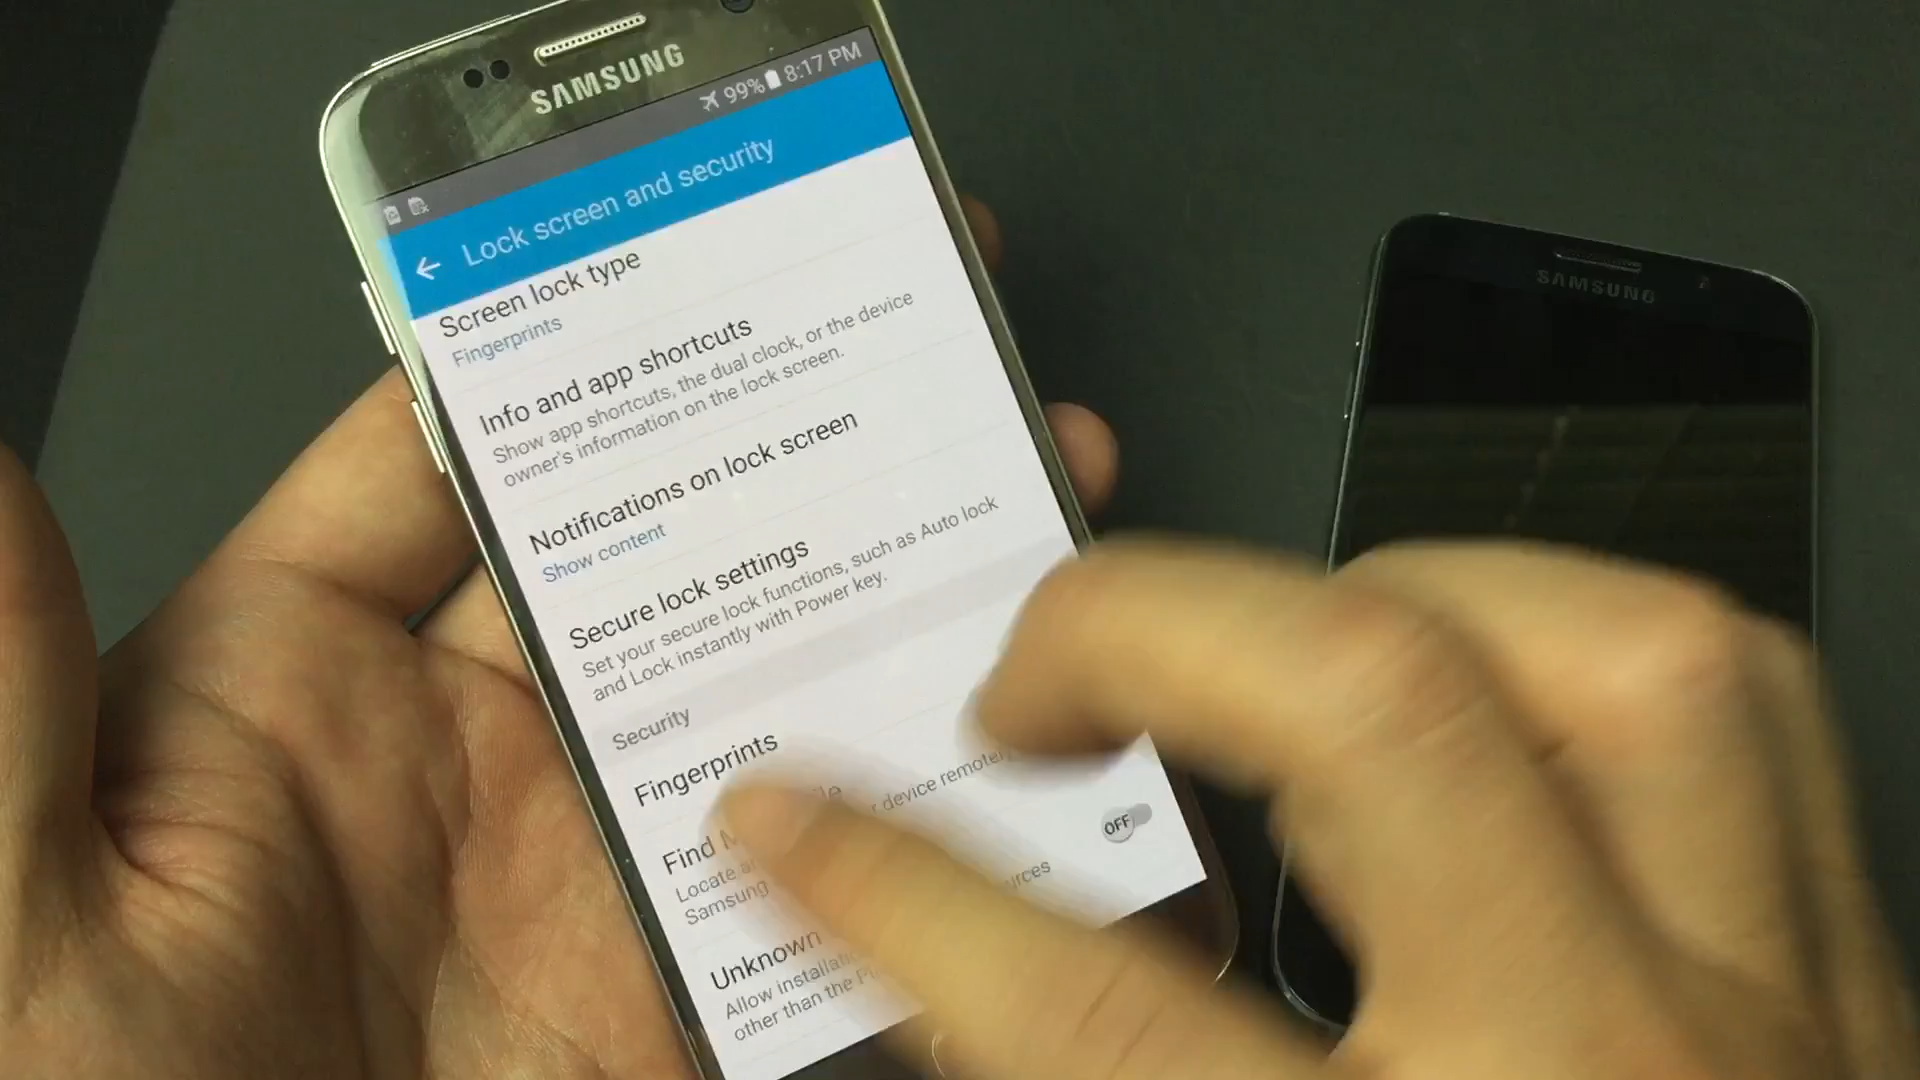 SAMSUNG
99% 8:17 PM
Lock screen and security
Screen lock type
Fingerprints
Info and app shortcuts
Show app shortcuts, the dual clock, or the device
owner's information on the lock screen.
Notifications on lock screen
Show content
Secure lock settings
Set your secure lock functions, such as Auto lock
and Lock instantly with Power key.
Security
Fingerprints
Find
Locate device remotely
Samsung
OFF
Unknown
Allow
other than the
SAMSUNG